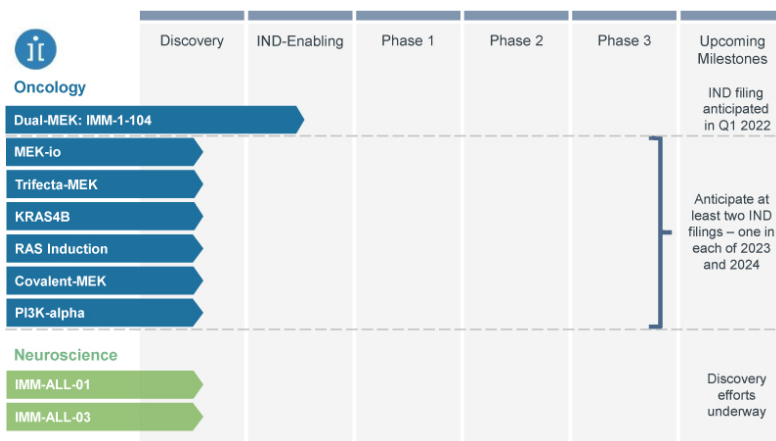 Discovery
IND-Enabling
Phase 1
Phase 2
Phase 3
Upcoming
Milestones
Oncology
Dual-MEK: IMM-1-104
IND filing
anticipated
in Q1 2022
MEK-io
Trifecta-MEK
KRAS4B
RAS Induction
Covalent-MEK
PI3K-alpha
Anticipate at
least two IND
filings – one in
each of 2023
and 2024
Neuroscience
IMM-ALL-01
IMM-ALL-03
Discovery
efforts
underway